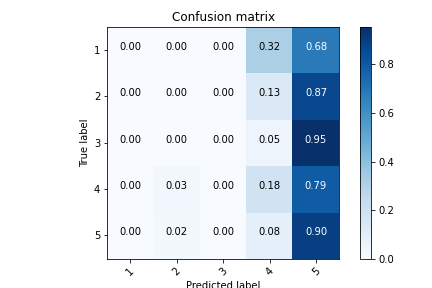 Confusion matrix
1 0.00 0.00 0.00 0.32 0.68
2 0.00 0.00 0.00 0.13 0.87
3 0.00 0.00 0.00 0.05 0.95
4 0.00 0.03 0.00 0.18 0.79
5 0.00 0.02 0.00 0.08 0.90
True label
1 2 3 4 5
Predicted label
0.8
0.6
0.4
0.2
0.0